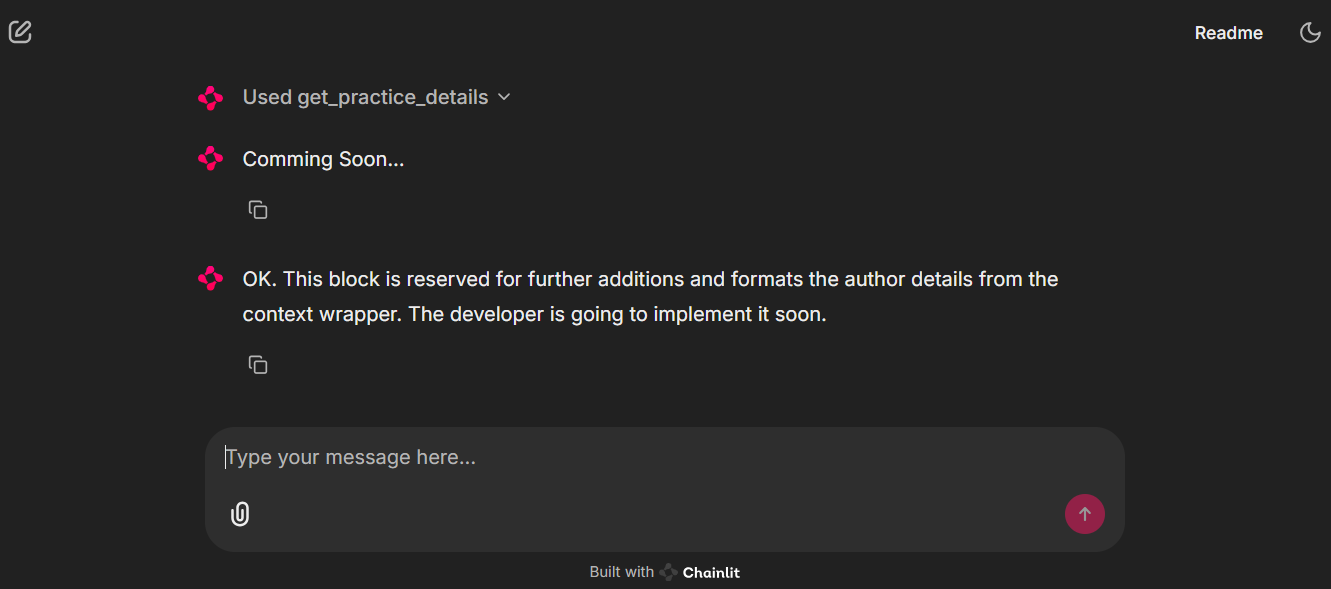 Readme
Used get_practice_details
Comming Soon...
OK. This block is reserved for further additions and formats the author details from the
context wrapper. The developer is going to implement it soon.
Type your message here...
Built with Chainlit